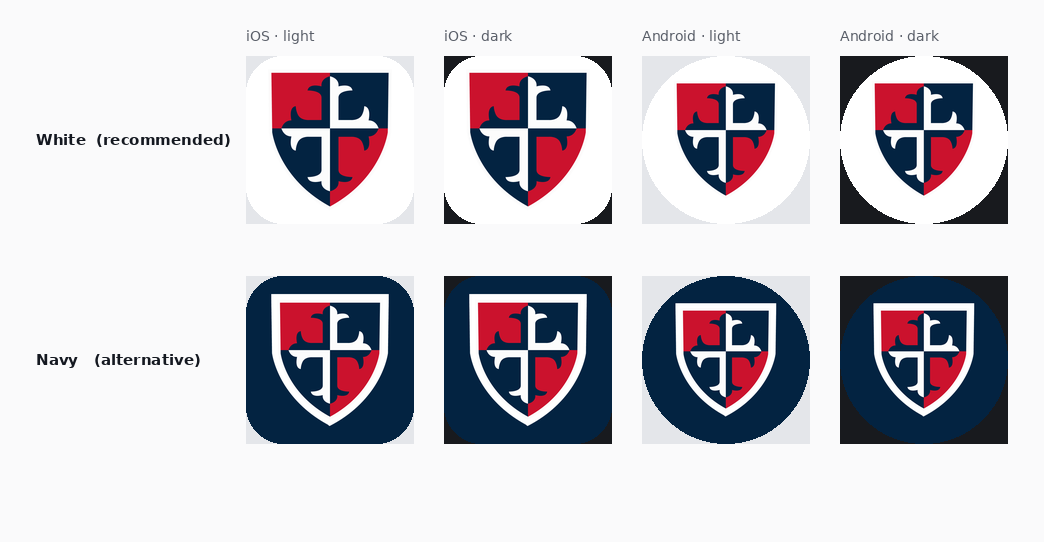 iOS · light
iOS · dark
Android · light
Android · dark
White (recommended)
Navy (alternative)